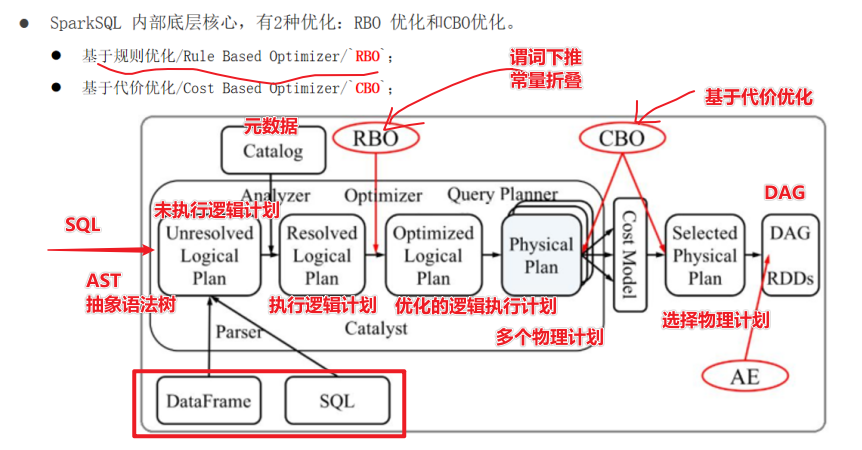 ● SparkSQL 内部底层核心，有2种优化：RBO 优化和CBO优化。
● 基于规则优化/Rule Based Optimizer/`RBO`；
● 基于代价优化/Cost Based Optimizer/`CBO`；
谓词下推
常量折叠
基于代价优化
元数据
Catalog
RBO
CBO
Analyzer
Optimizer
Query Planner
DAG
SQL
未执行逻辑计划
Unresolved
Logical
Plan
Resolved
Logical
Plan
Optimized
Logical
Plan
Physical
Plan
Cost Model
Selected
Physical
Plan
DAG
RDDs
AST
抽象语法树
执行逻辑计划
优化的逻辑执行计划
多个物理计划
选择物理计划
Parser
Catalyst
AE
DataFrame
SQL